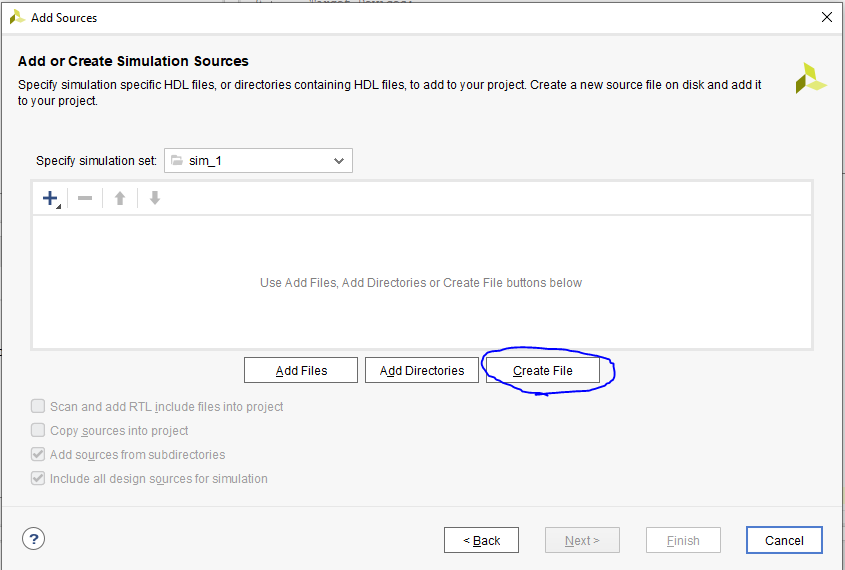 Add Sources
Add or Create Simulation Sources
Specify simulation specific HDL files, or directories containing HDL files, to add to your project. Create a new source file on disk and add it
to your project.
Specify simulation set: sim_1
Use Add Files, Add Directories or Create File buttons below
Add Files Add Directories Create File
Scan and add RTL include files into project
Copy sources into project
Add sources from subdirectories
Include all design sources for simulation
? < Back Next > Finish Cancel